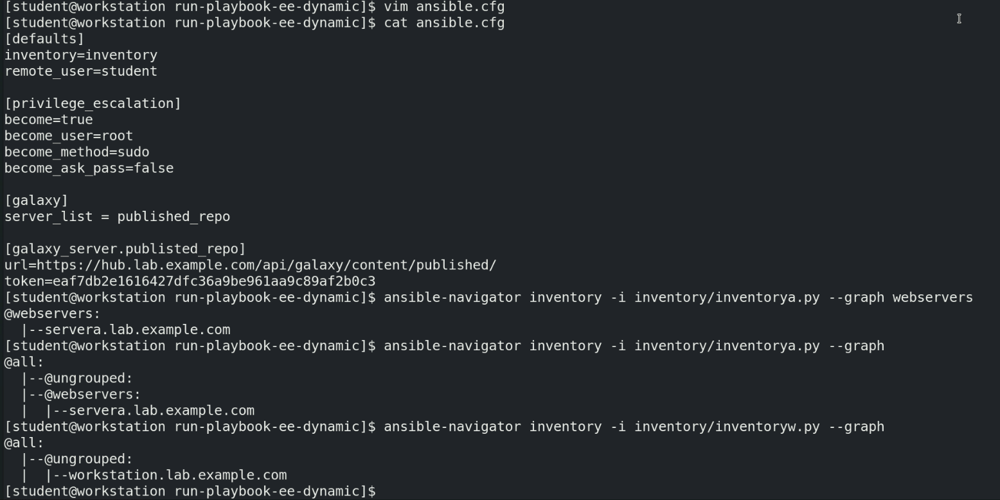 [student@workstation run-playbook-ee-dynamic]$ vim ansible.cfg
[student@workstation run-playbook-ee-dynamic]$ cat ansible.cfg
[defaults]
inventory=inventory
remote_user=student

[privilege_escalation]
become=true
become_user=root
become_method=sudo
become_ask_pass=false

[galaxy]
server_list = published_repo

[galaxy_server.publisted_repo]
url=https://hub.lab.example.com/api/galaxy/content/published/
token=eaf7db2e1616427dfc36a9be961aa9c89af2b0c3
[student@workstation run-playbook-ee-dynamic]$ ansible-navigator inventory -i inventory/inventorya.py --graph webservers
@webservers:
  |--servera.lab.example.com
[student@workstation run-playbook-ee-dynamic]$ ansible-navigator inventory -i inventory/inventorya.py --graph
@all:
  |--@ungrouped:
  |--@webservers:
  |  |--servera.lab.example.com
[student@workstation run-playbook-ee-dynamic]$ ansible-navigator inventory -i inventory/inventoryw.py --graph
@all:
  |--@ungrouped:
  |  |--workstation.lab.example.com
[student@workstation run-playbook-ee-dynamic]$